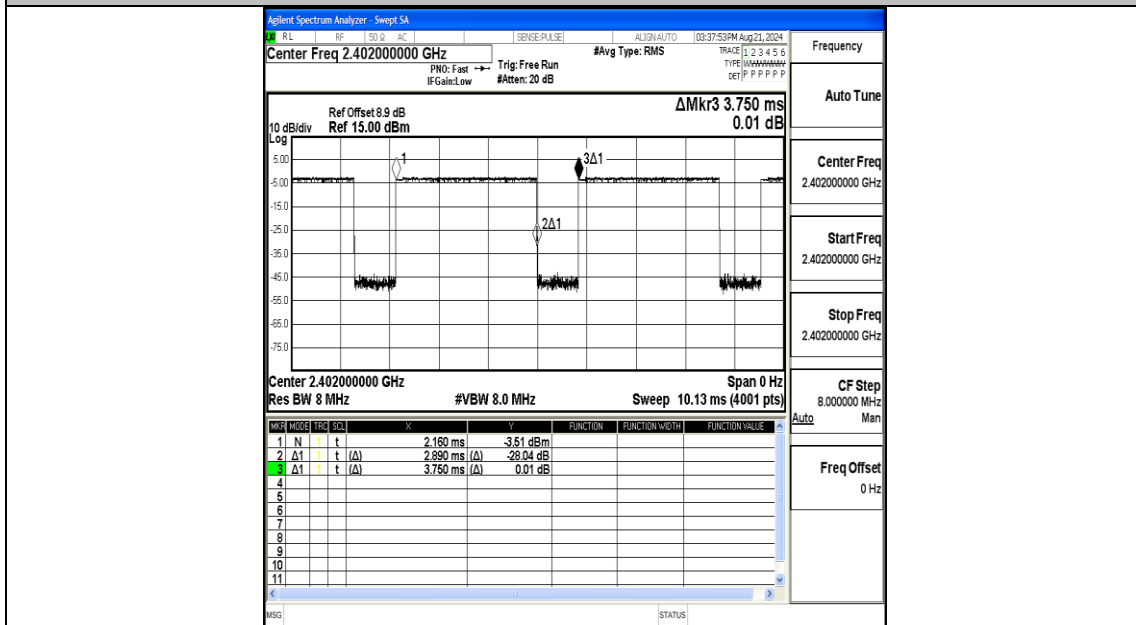 Agilent Spectrum Analyzer - Swept SA
RL RF 50 Ω AC SENSE:PULSE ALIGN AUTO 03:37:53 PM Aug 21, 2024
Center Freq 2.402000000 GHz
PNO: Fast
IFGain:Low
Trig: Free Run
#Atten: 20 dB
#Avg Type: RMS
TRACE 1 2 3 4 5 6
TYPE
DET P P P P P P
Frequency
Auto Tune
Center Freq
2.402000000 GHz
Start Freq
2.402000000 GHz
Stop Freq
2.402000000 GHz
CF Step
8.000000 MHz
Auto Man
Freq Offset
0 Hz
ΔMkr3 3.750 ms
0.01 dB
Ref Offset 8.9 dB
10 dB/div Ref 15.00 dBm
Log
5.00
-5.00
-15.0
-25.0
-35.0
-45.0
-55.0
-65.0
-75.0
1
2Δ1
3Δ1
Center 2.402000000 GHz Span 0 Hz
Res BW 8 MHz #VBW 8.0 MHz Sweep 10.13 ms (4001 pts)
MKR MODE TRC SCL X Y FUNCTION FUNCTION WIDTH FUNCTION VALUE
1 N 1 t 2.160 ms -3.51 dBm
2 Δ1 1 t (Δ) 2.890 ms (Δ) -28.04 dB
3 Δ1 1 t (Δ) 3.750 ms (Δ) 0.01 dB
4
5
6
7
8
9
10
11
MSG STATUS